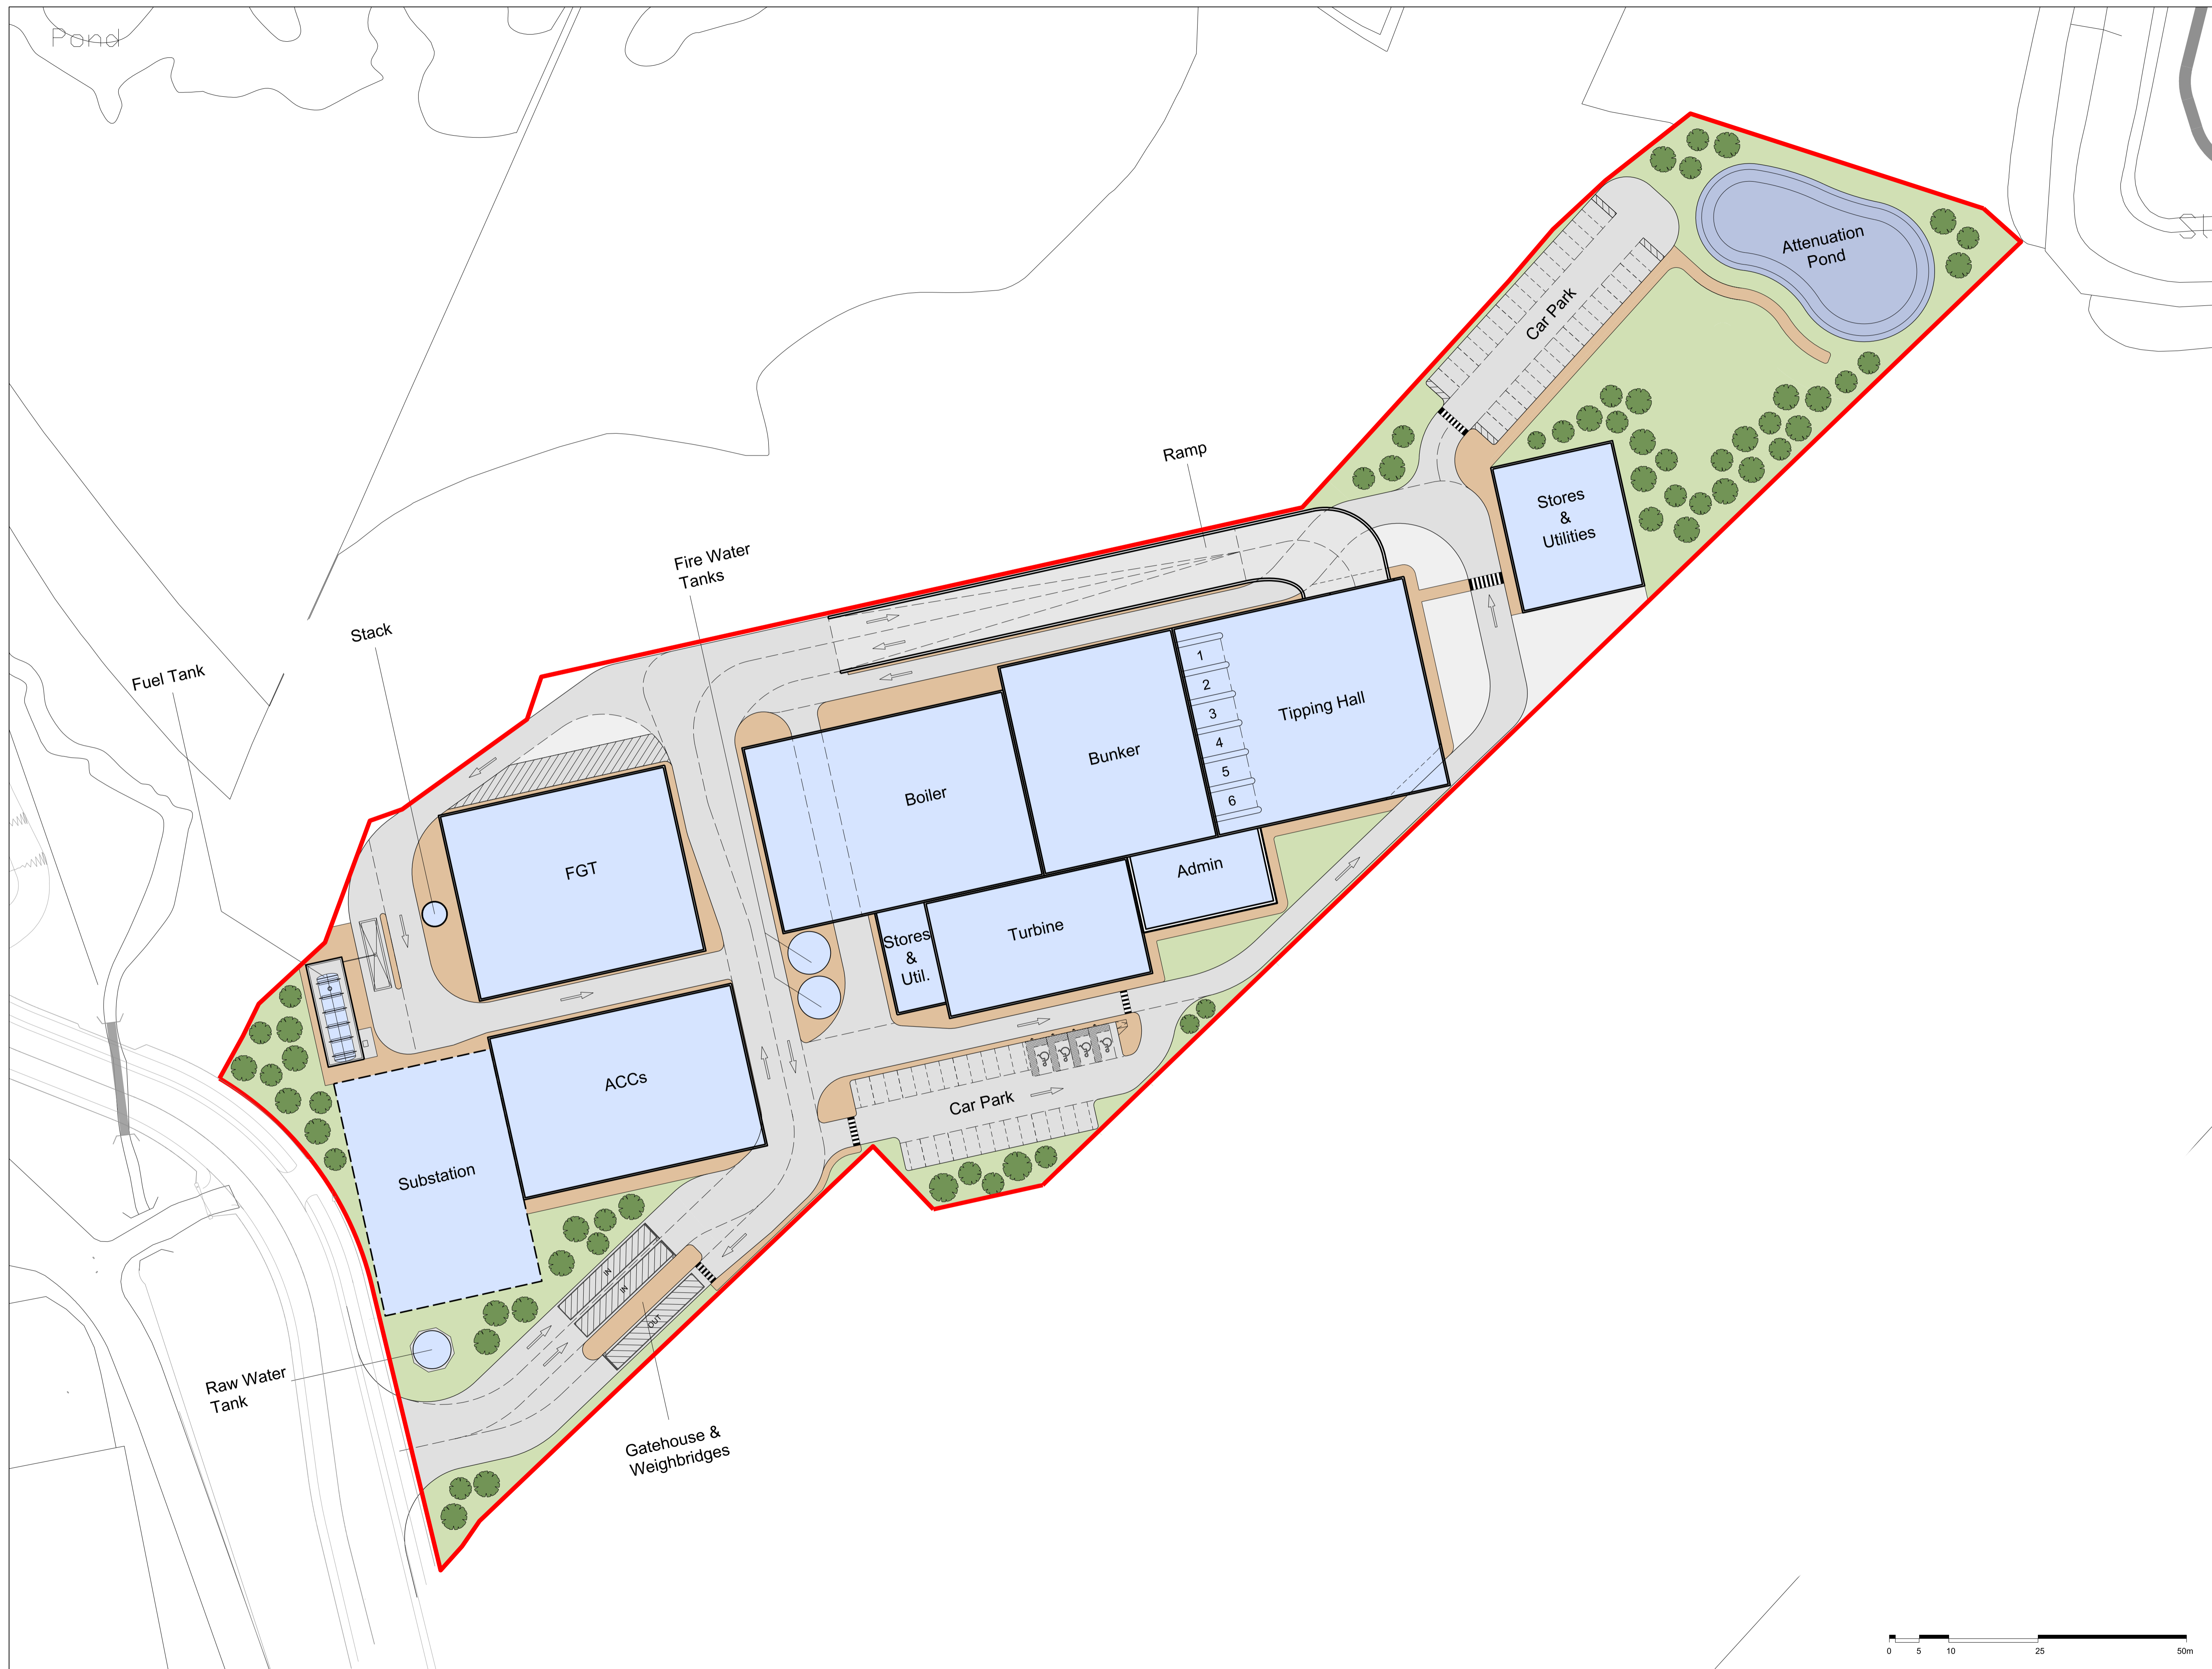 Pond
St
Attenuation
Pond
Car Park
Ramp
Stores
&
Utilities
Fire Water
Tanks
Stack
Fuel Tank
1
2
3
4
5
6
Tipping Hall
Bunker
Boiler
FGT
Admin
Turbine
Stores
&
Util.
ACCs
Car Park
Substation
IN
IN
OUT
Raw Water
Tank
Gatehouse &
Weighbridges
0 5 10 25 50m